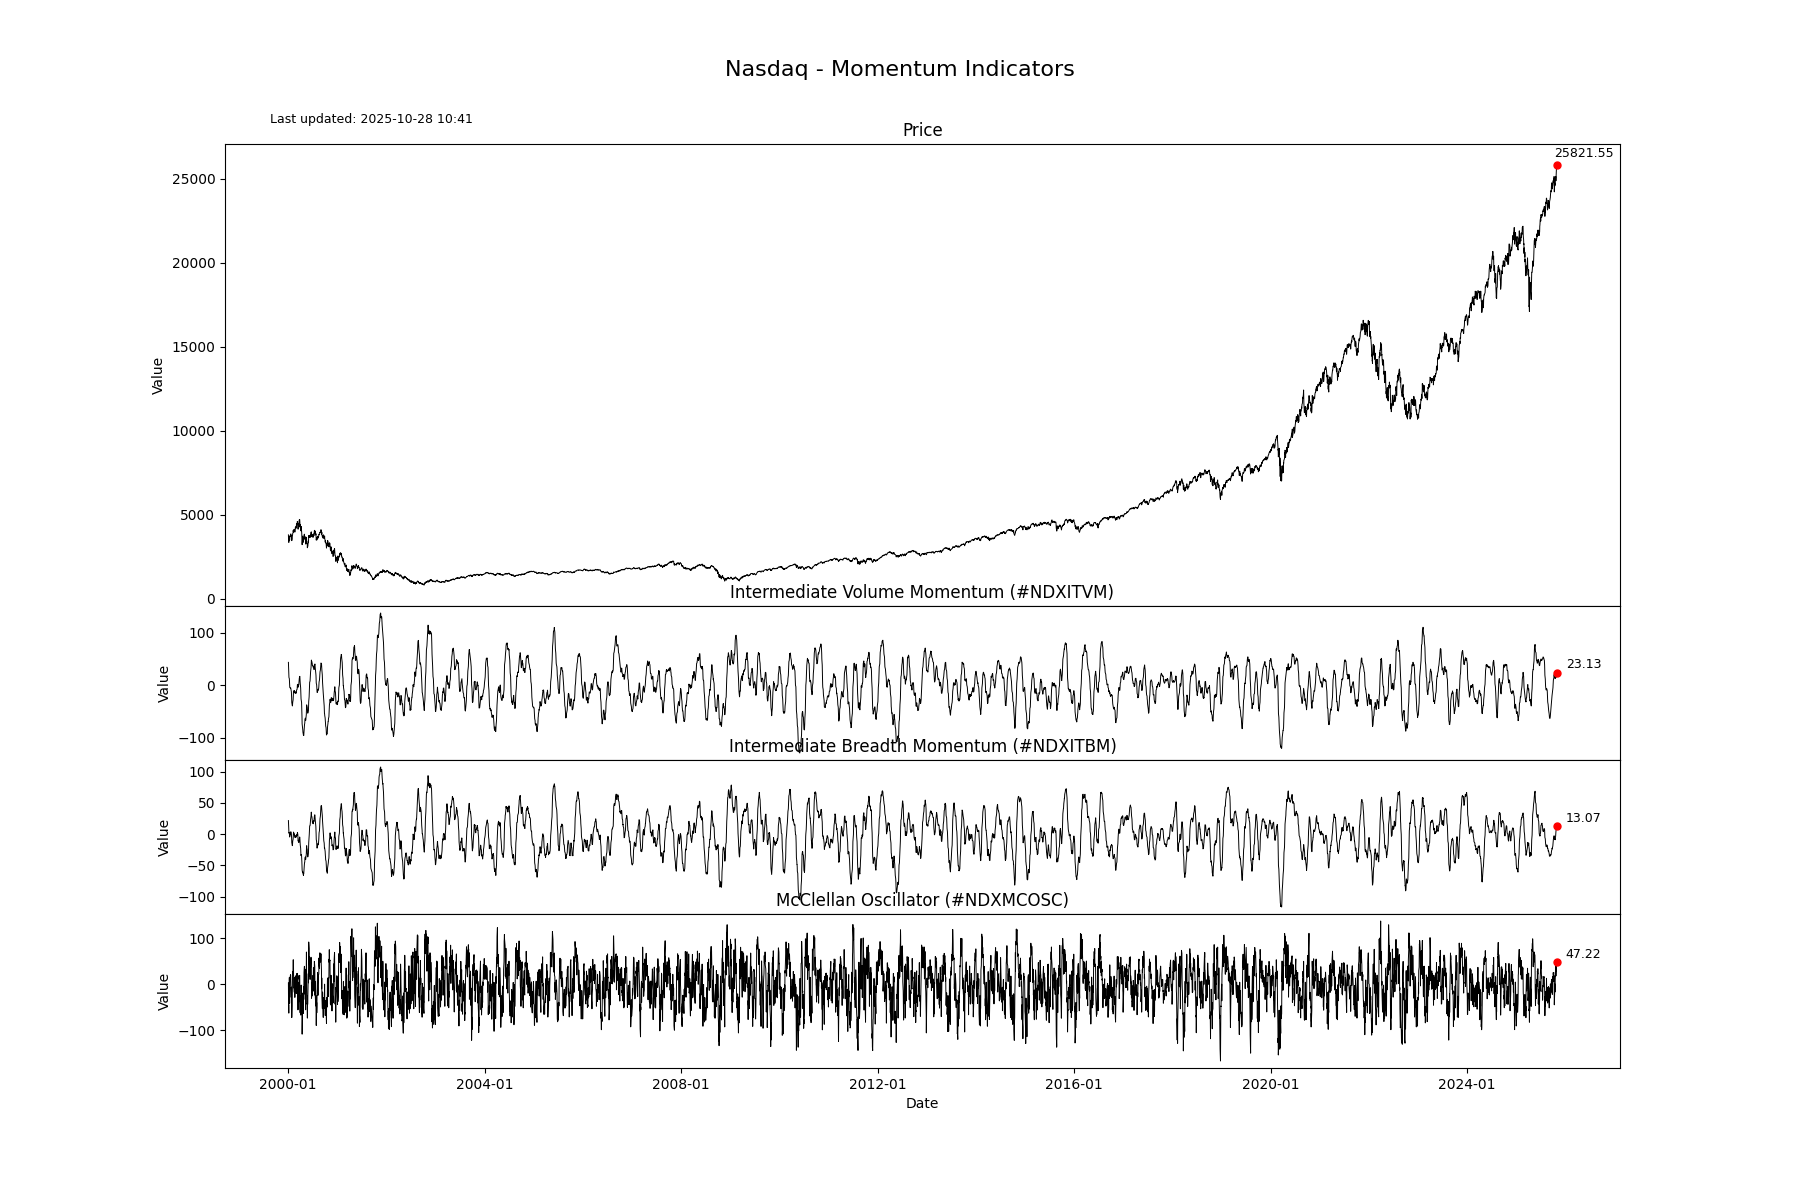 Nasdaq - Momentum Indicators
Last updated: 2025-10-28 10:41
Price
25821.55
25000
20000
15000
10000
5000
0
Value
Intermediate Volume Momentum (#NDXITVM)
100
0
−100
Value
23.13
Intermediate Breadth Momentum (#NDXITBM)
100
50
0
−50
−100
Value
13.07
McClellan Oscillator (#NDXMCOSC)
100
0
−100
Value
47.22
2000-01 2004-01 2008-01 2012-01 2016-01 2020-01 2024-01
Date